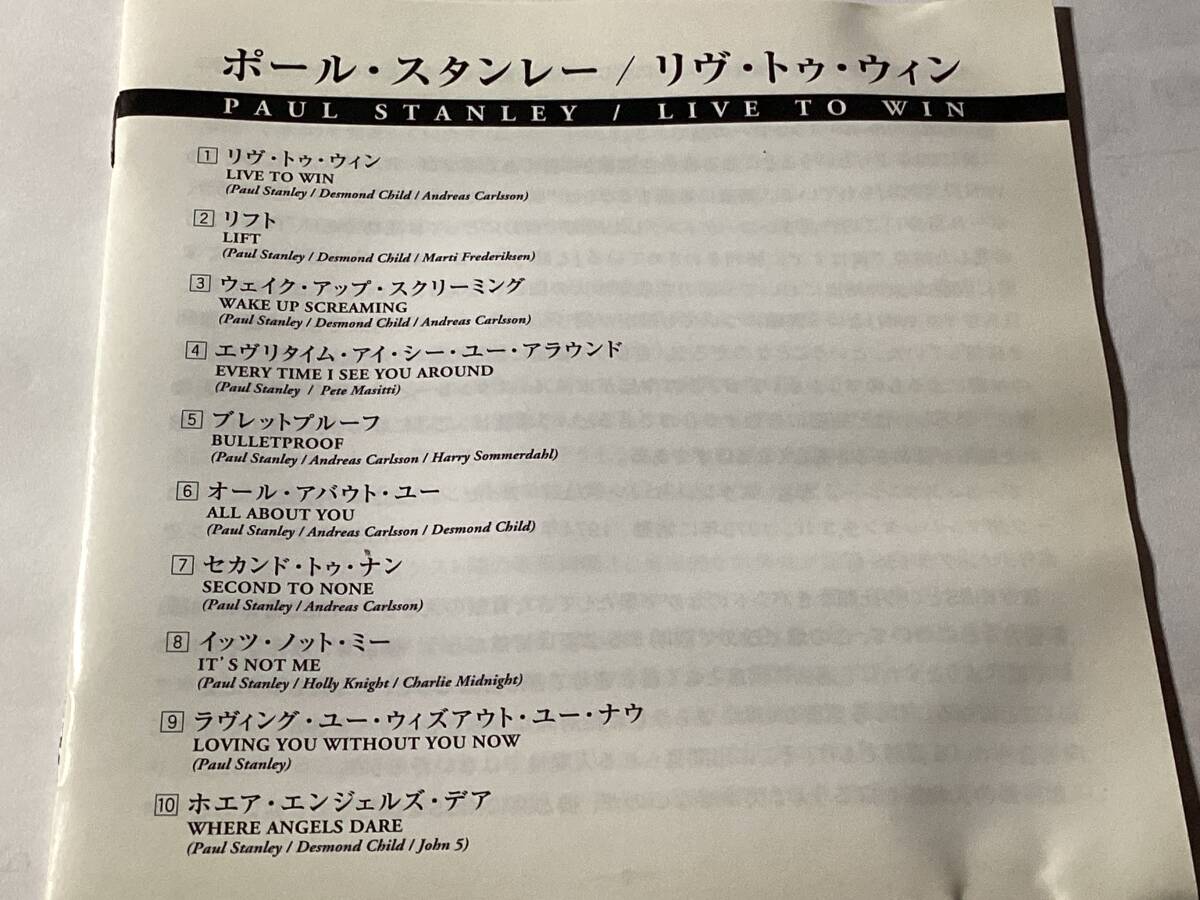 ポール・スタンレー / リヴ・トゥ・ウィン
PAUL STANLEY / LIVE TO WIN
1 リヴ・トゥ・ウィン
LIVE TO WIN
(Paul Stanley / Desmond Child / Andreas Carlsson)
2 リフト
LIFT
(Paul Stanley / Desmond Child / Marti Frederiksen)
3 ウェイク・アップ・スクリーミング
WAKE UP SCREAMING
(Paul Stanley / Desmond Child / Andreas Carlsson)
4 エヴリタイム・アイ・シー・ユー・アラウンド
EVERY TIME I SEE YOU AROUND
(Paul Stanley / Pete Masitti)
5 ブレットプルーフ
BULLETPROOF
(Paul Stanley / Andreas Carlsson / Harry Sommerdahl)
6 オール・アバウト・ユー
ALL ABOUT YOU
(Paul Stanley / Andreas Carlsson / Desmond Child)
7 セカンド・トゥ・ナン
SECOND TO NONE
(Paul Stanley / Andreas Carlsson)
8 イッツ・ノット・ミー
IT'S NOT ME
(Paul Stanley / Holly Knight / Charlie Midnight)
9 ラヴィング・ユー・ウィズアウト・ユー・ナウ
LOVING YOU WITHOUT YOU NOW
(Paul Stanley)
10 ホエア・エンジェルズ・デア
WHERE ANGELS DARE
(Paul Stanley / Desmond Child / John 5)